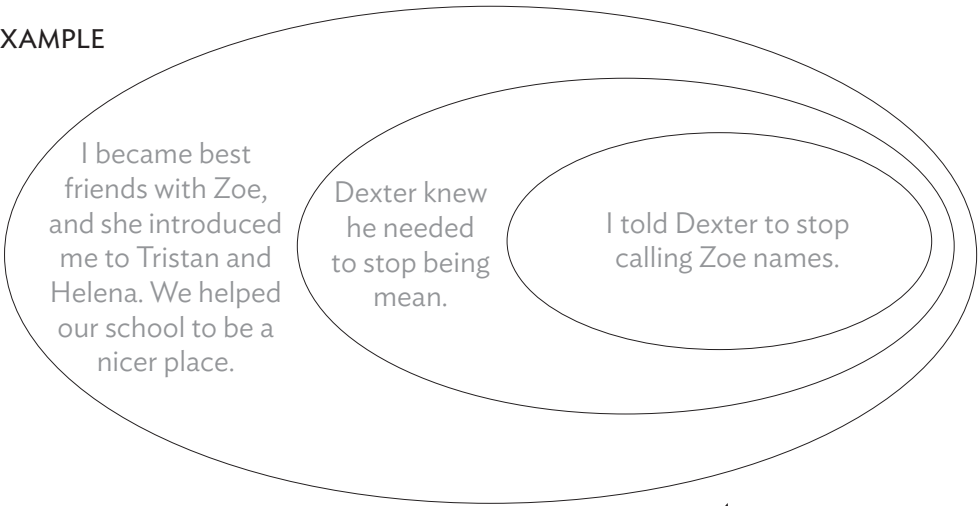 XAMPLE
I became best
friends with Zoe,
and she introduced
me to Tristan and
Helena. We helped
our school to be a
nicer place.
Dexter knew
he needed
to stop being
mean.
I told Dexter to stop
calling Zoe names.